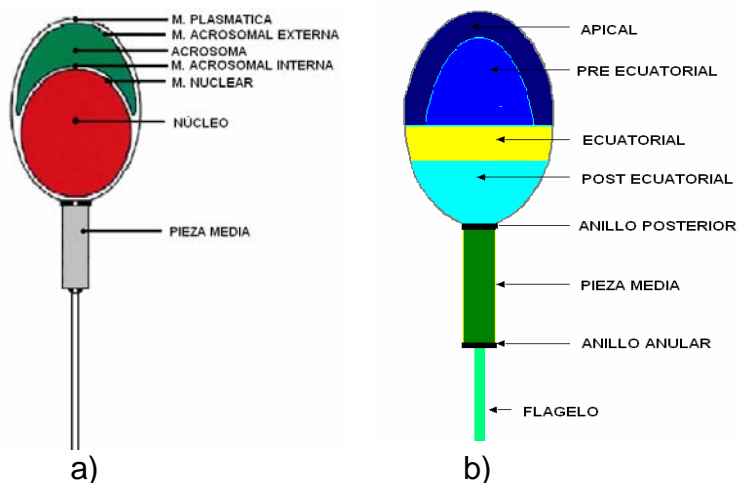 M. PLASMATICA
M. ACROSOMAL EXTERNA
ACROSOMA
M. ACROSOMAL INTERNA
M. NUCLEAR
NÚCLEO
PIEZA MEDIA
a)
APICAL
PRE ECUATORIAL
ECUATORIAL
POST ECUATORIAL
ANILLO POSTERIOR
PIEZA MEDIA
ANILLO ANULAR
FLAGELO
b)